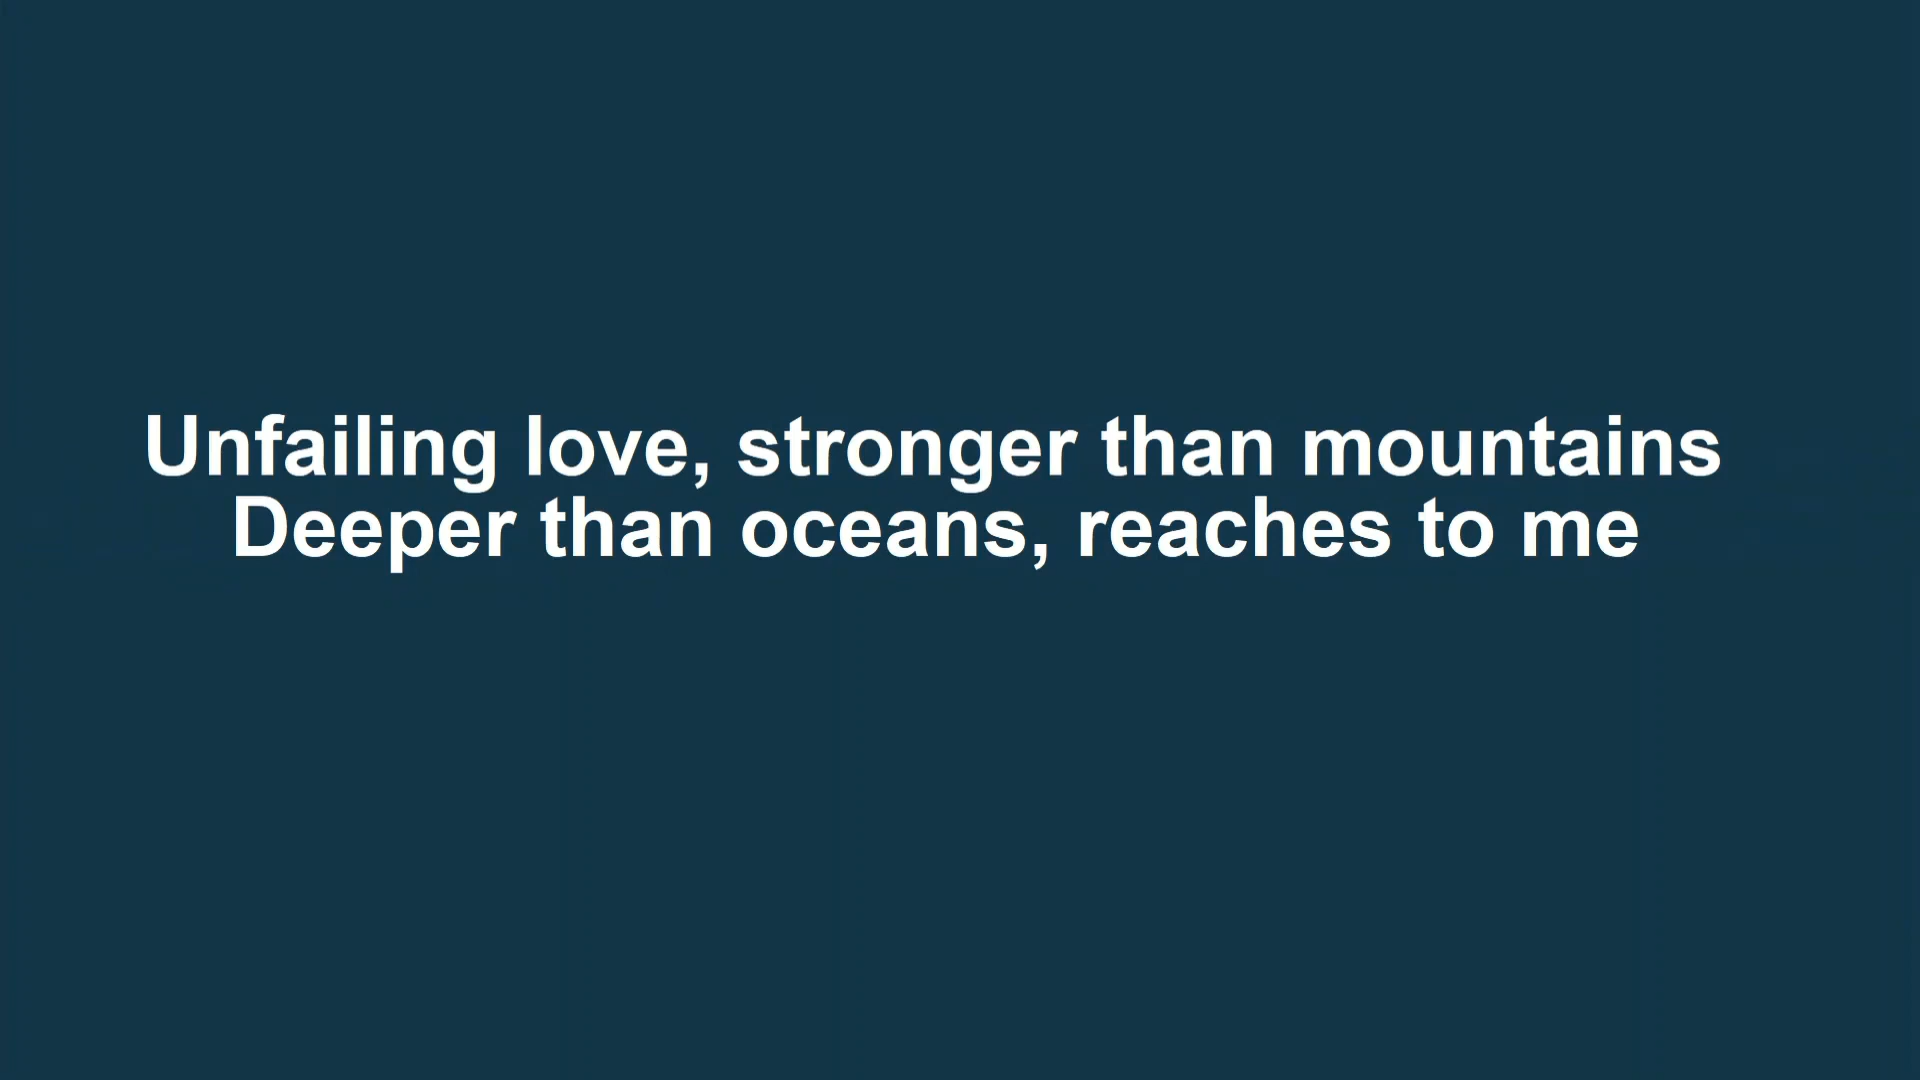 Unfailing love, stronger than mountains
Deeper than oceans, reaches to me